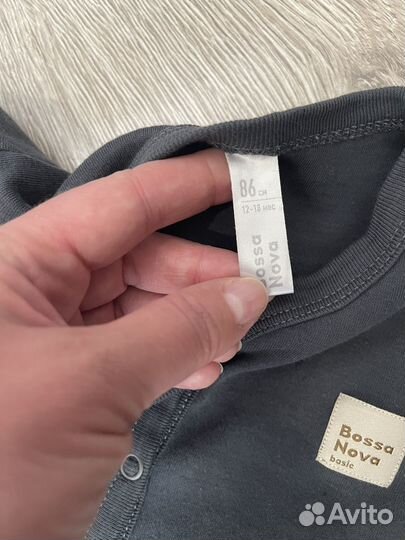 86 см
12-18 мес
Bossa
Nova
Bossa
Nova
basic
Avito